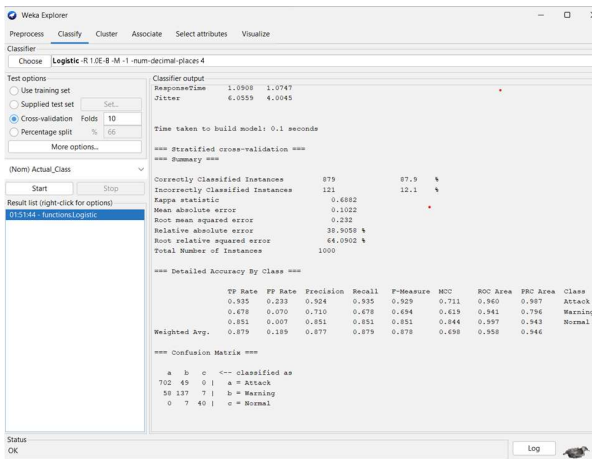 Weka Explorer
Preprocess Classify Cluster Associate Select attributes Visualize
Classifier
Choose Logistic -R 1.0E-8 -M -1 -num-decimal-places 4
Test options
Use training set
Supplied test set Set...
Cross-validation Folds 10
Percentage split % 66
More options...
(Nom) Actual_Class
Start Stop
Result list (right-click for options)
01:51:44 - functions.Logistic
Classifier output
ResponseTime 1.0908 1.0747
Jitter 6.0559 4.0045
Time taken to build model: 0.1 seconds
=== Stratified cross-validation ===
=== Summary ===
Correctly Classified Instances 879 87.9 %
Incorrectly Classified Instances 121 12.1 %
Kappa statistic 0.6882
Mean absolute error 0.1022
Root mean squared error 0.232
Relative absolute error 38.9058 %
Root relative squared error 64.0902 %
Total Number of Instances 1000
=== Detailed Accuracy By Class ===
TP Rate FP Rate Precision Recall F-Measure MCC ROC Area PRC Area Class
0.935 0.233 0.924 0.935 0.929 0.711 0.960 0.987 Attack
0.678 0.070 0.710 0.678 0.694 0.619 0.941 0.796 Warning
0.851 0.007 0.851 0.851 0.851 0.844 0.997 0.943 Normal
Weighted Avg. 0.879 0.189 0.877 0.879 0.878 0.698 0.958 0.946
=== Confusion Matrix ===
a b c <-- classified as
702 49 0 | a = Attack
58 137 7 | b = Warning
0 7 40 | c = Normal
Status
OK
Log